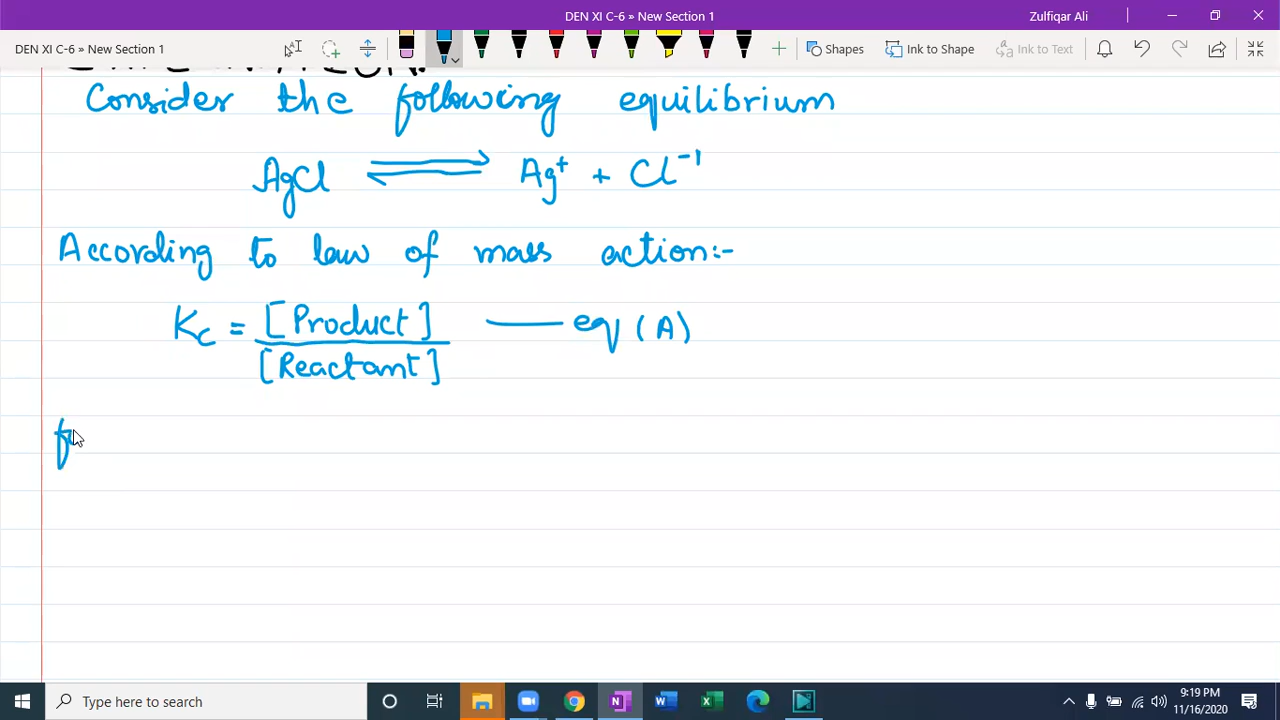 DEN XI C-6 » New Section 1
Zulfiqar Ali
DEN XI C-6 » New Section 1
Shapes
Ink to Shape
Ink to Text
Consider the following equilibrium
AgCl ⇌ Ag⁺ + Cl⁻¹
According to law of mass action:-
Kc = [Product] / [Reactant] —— eq (A)
Type here to search
9:19 PM
11/16/2020